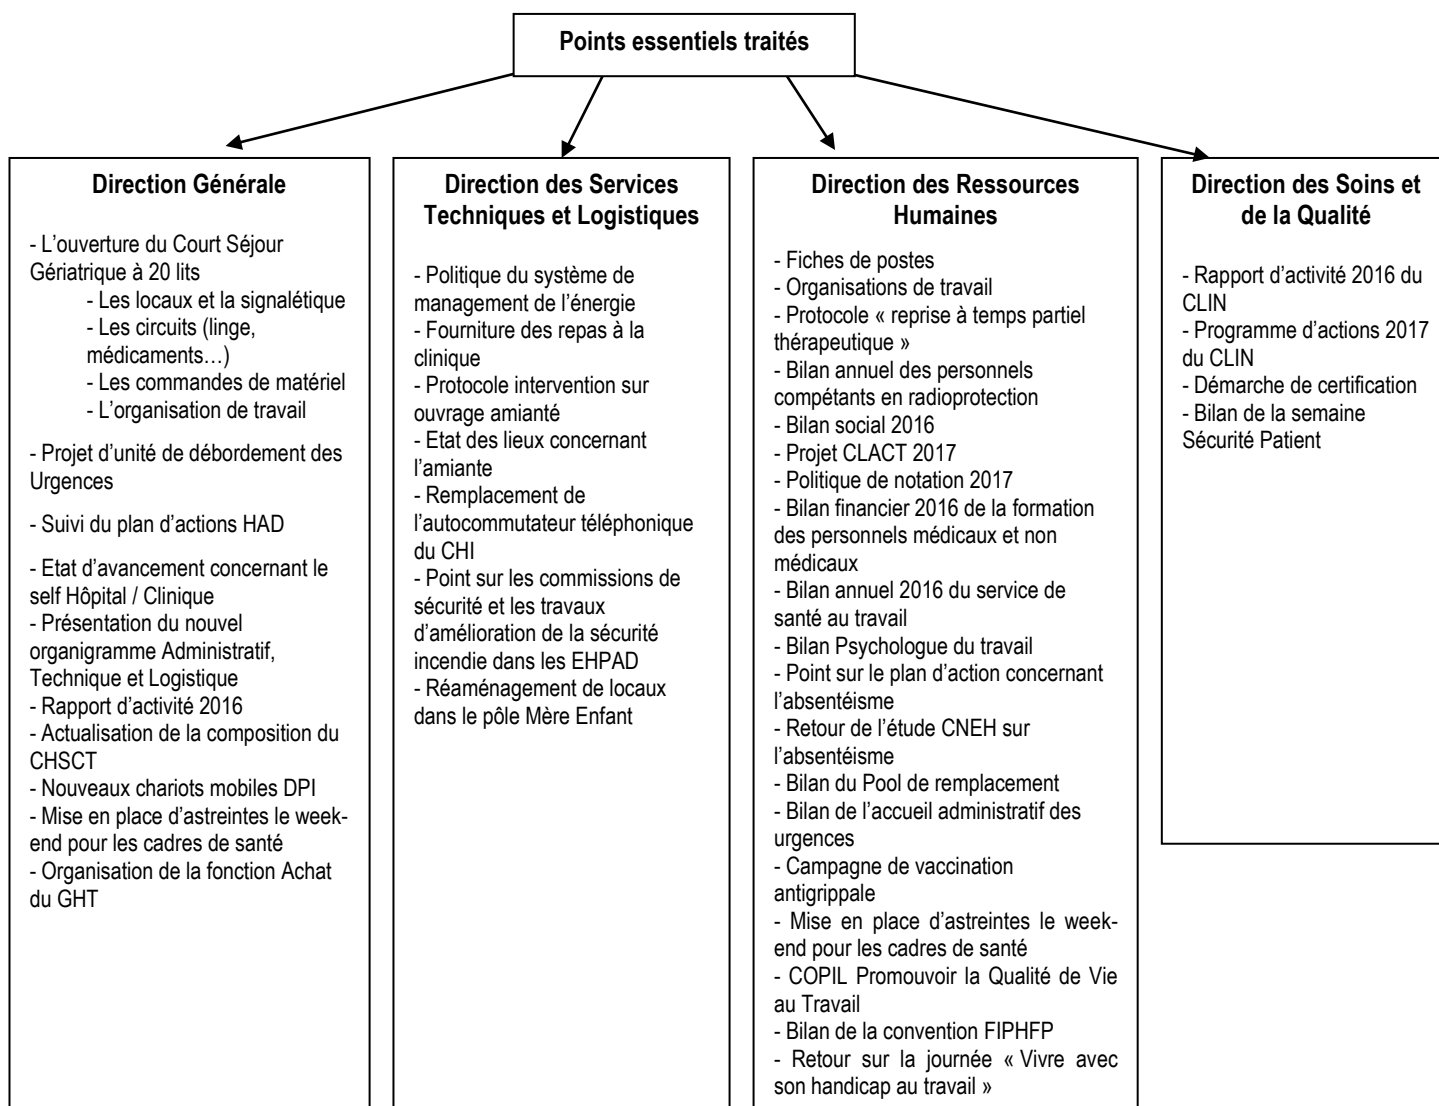 Points essentiels traités
Direction Générale
- L'ouverture du Court Séjour
Gériatrique à 20 lits
- Les locaux et la signalétique
- Les circuits (linge,
médicaments…)
- Les commandes de matériel
- L'organisation de travail
- Projet d'unité de débordement des
Urgences
- Suivi du plan d'actions HAD
- Etat d'avancement concernant le
self Hôpital / Clinique
- Présentation du nouvel
organigramme Administratif,
Technique et Logistique
- Rapport d'activité 2016
- Actualisation de la composition du
CHSCT
- Nouveaux chariots mobiles DPI
- Mise en place d'astreintes le week-
end pour les cadres de santé
- Organisation de la fonction Achat
du GHT
Direction des Services
Techniques et Logistiques
- Politique du système de
management de l'énergie
- Fourniture des repas à la
clinique
- Protocole intervention sur
ouvrage amianté
- Etat des lieux concernant
l'amiante
- Remplacement de
l'autocommutateur téléphonique
du CHI
- Point sur les commissions de
sécurité et les travaux
d'amélioration de la sécurité
incendie dans les EHPAD
- Réaménagement de locaux
dans le pôle Mère Enfant
Direction des Ressources
Humaines
- Fiches de postes
- Organisations de travail
- Protocole « reprise à temps partiel
thérapeutique »
- Bilan annuel des personnels
compétants en radioprotection
- Bilan social 2016
- Projet CLACT 2017
- Politique de notation 2017
- Bilan financier 2016 de la formation
des personnels médicaux et non
médicaux
- Bilan annuel 2016 du service de
santé au travail
- Bilan Psychologue du travail
- Point sur le plan d'action concernant
l'absentéisme
- Retour de l'étude CNEH sur
l'absentéisme
- Bilan du Pool de remplacement
- Bilan de l'accueil administratif des
urgences
- Campagne de vaccination
antigrippale
- Mise en place d'astreintes le week-
end pour les cadres de santé
- COPIL Promouvoir la Qualité de Vie
au Travail
- Bilan de la convention FIPHFP
- Retour sur la journée « Vivre avec
son handicap au travail »
Direction des Soins et
de la Qualité
- Rapport d'activité 2016 du
CLIN
- Programme d'actions 2017
du CLIN
- Démarche de certification
- Bilan de la semaine
Sécurité Patient